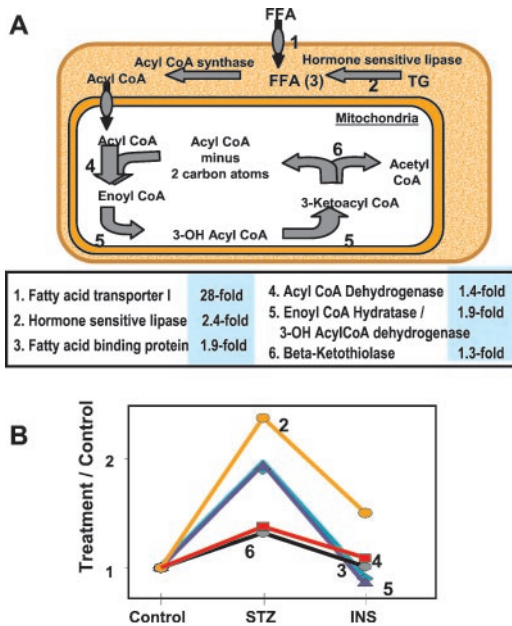 A
FFA
1
Acyl CoA synthase
Hormone sensitive lipase
Acyl CoA
FFA (3)
2
TG
Mitochondria
Acyl CoA
4
Acyl CoA
minus
2 carbon atoms
6
Acetyl
CoA
Enoyl CoA
3-Ketoacyl CoA
5
3-OH Acyl CoA
5
1. Fatty acid transporter I 28-fold
2. Hormone sensitive lipase 2.4-fold
3. Fatty acid binding protein 1.9-fold
4. Acyl CoA Dehydrogenase 1.4-fold
5. Enoyl CoA Hydratase / 1.9-fold
3-OH AcylCoA dehydrogenase
6. Beta-Ketothiolase 1.3-fold
B
Treatment / Control
2
1
2
6
3
4
5
Control STZ INS